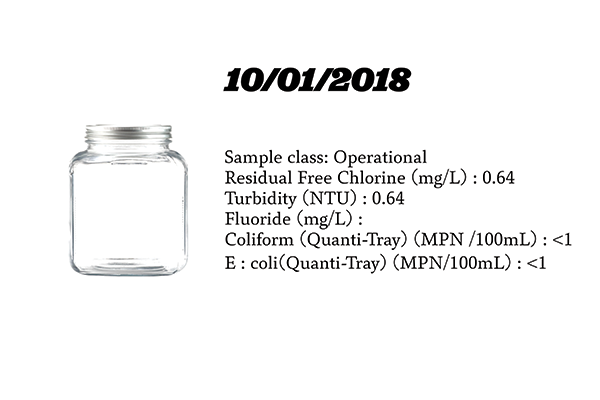 10/01/2018
Sample class: Operational
Residual Free Chlorine (mg/L) : 0.64
Turbidity (NTU) : 0.64
Fluoride (mg/L) :
Coliform (Quanti-Tray) (MPN /100mL) : <1
E : coli(Quanti-Tray) (MPN/100mL) : <1